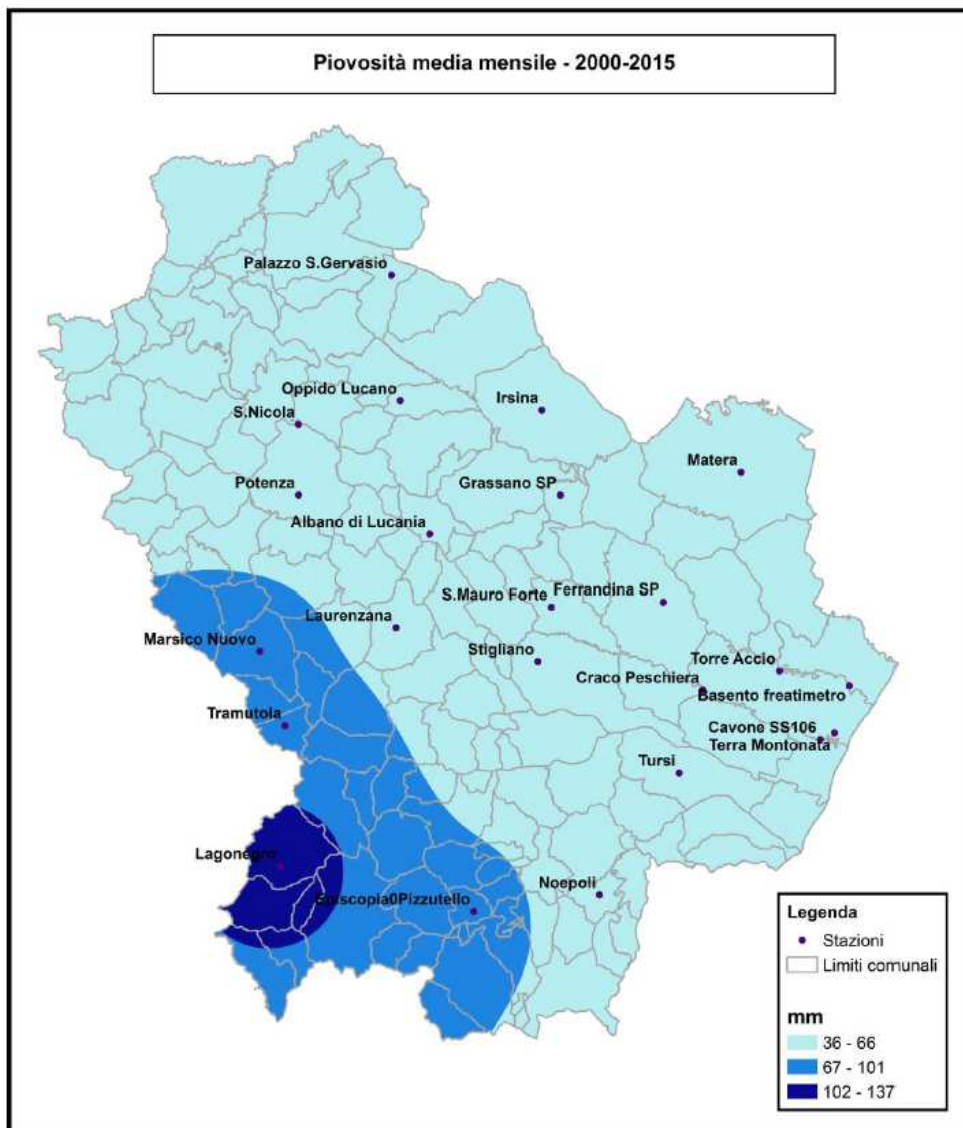 Piovosità media mensile - 2000-2015
Palazzo S.Gervasio
Oppido Lucano
Irsina
S.Nicola
Matera
Potenza
Grassano SP
Albano di Lucania
S.Mauro Forte
Ferrandina SP
Laurenzana
Marsico Nuovo
Stigliano
Torre Accio
Craco Peschiera
Basento freatimetro
Tramutola
Cavone SS106
Terra Montonata
Tursi
Lagonegro
Noepoli
Episcopia0Pizzutello
Legenda
Stazioni
Limiti comunali
mm
36 - 66
67 - 101
102 - 137